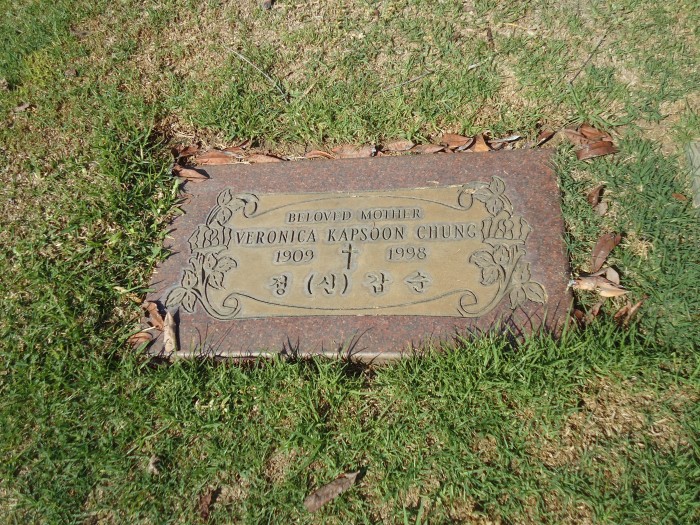 BELOVED MOTHER
VERONICA KAPSOON CHUNG
1909 1998
정 (신) 갑 순